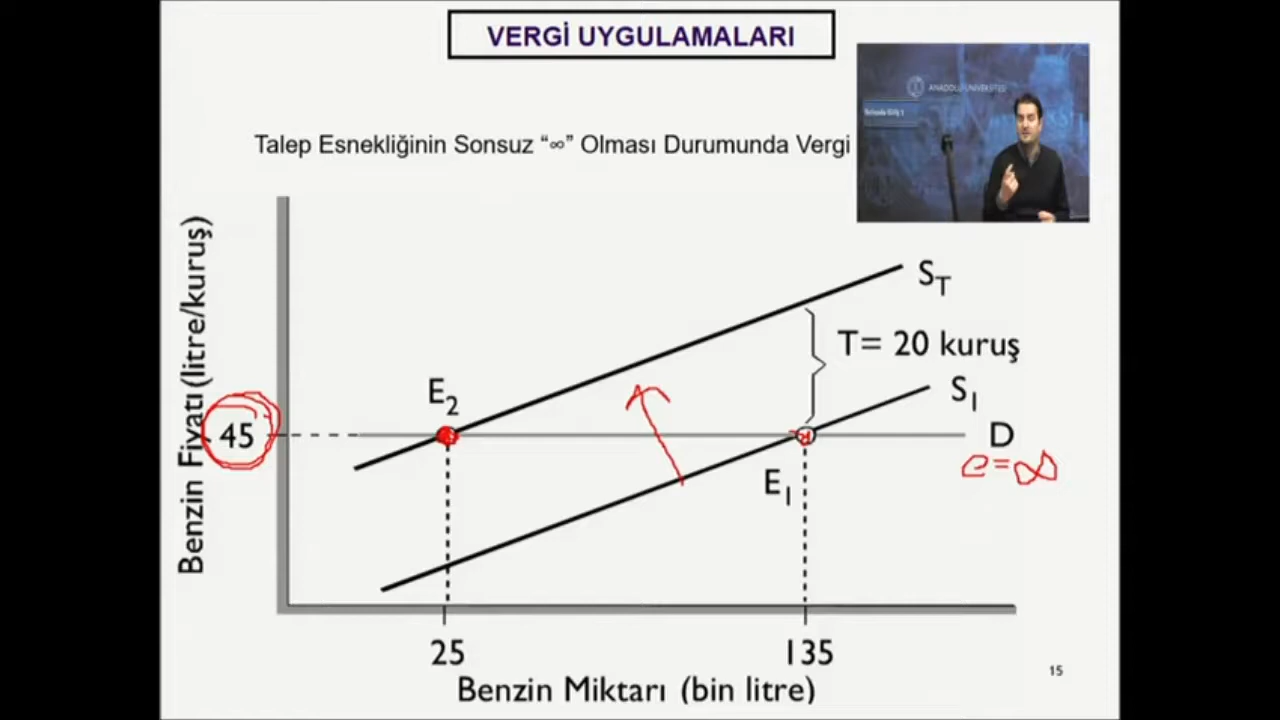 VERGİ UYGULAMALARI
ANADOLU ÜNİVERSİTESİ
Talep Esnekliğinin Sonsuz “∞” Olması Durumunda Vergi
Benzin Fiyatı (litre/kuruş)
S_T
T= 20 kuruş
E_2
S_1
45
D
e=∞
E_1
25
135
15
Benzin Miktarı (bin litre)